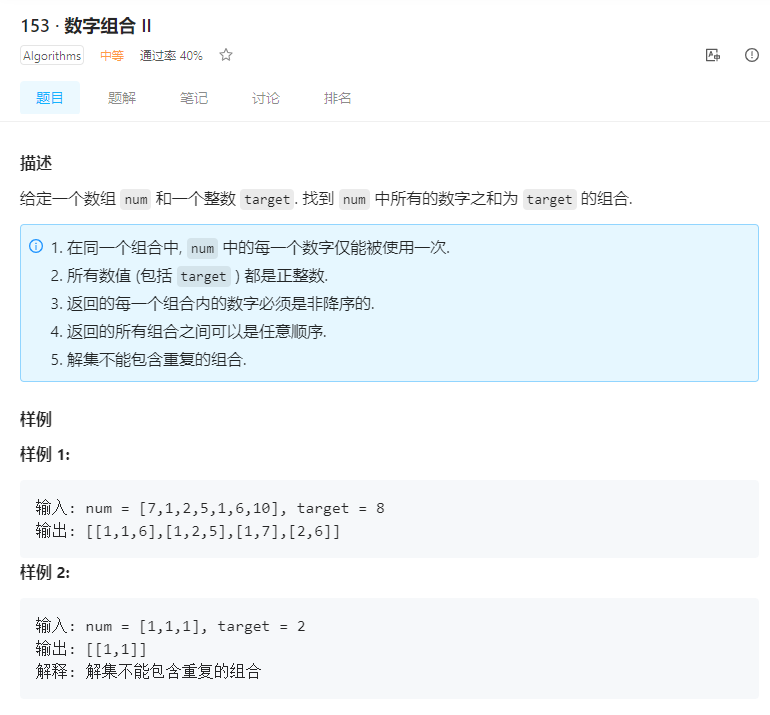 153 · 数字组合 II
Algorithms 中等 通过率 40%
题目 题解 笔记 讨论 排名
描述
给定一个数组 num 和一个整数 target. 找到 num 中所有的数字之和为 target 的组合.
1. 在同一个组合中, num 中的每一个数字仅能被使用一次.
2. 所有数值 (包括 target ) 都是正整数.
3. 返回的每一个组合内的数字必须是非降序的.
4. 返回的所有组合之间可以是任意顺序.
5. 解集不能包含重复的组合.
样例
样例 1:
输入: num = [7,1,2,5,1,6,10], target = 8
输出: [[1,1,6],[1,2,5],[1,7],[2,6]]
样例 2:
输入: num = [1,1,1], target = 2
输出: [[1,1]]
解释: 解集不能包含重复的组合